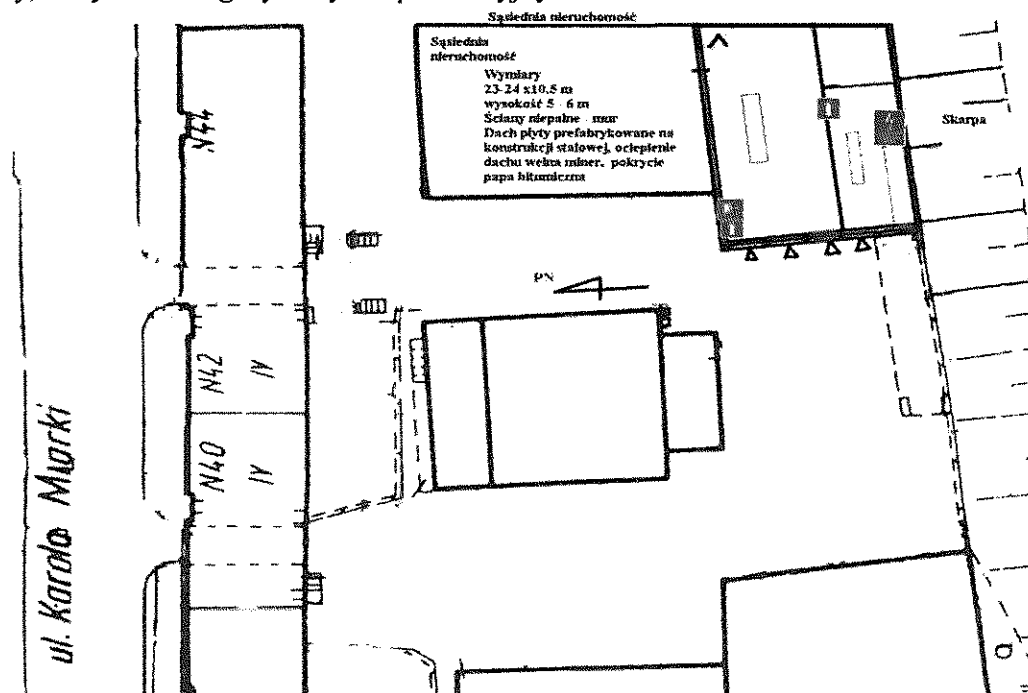 Sąsiednia nieruchomość
Sąsiednia
nieruchomość
Wymiary
23-24 x10,5 m
wysokość 5 - 6 m
Ściany niepalne - mur
Dach płyty prefabrykowane na
konstrukcji stalowej, ocieplenie
dachu wełna miner. pokrycie
papa bitumiczna
Skarpa
N44
PN
N42
IV
N40
IV
ul. Karola Miarki